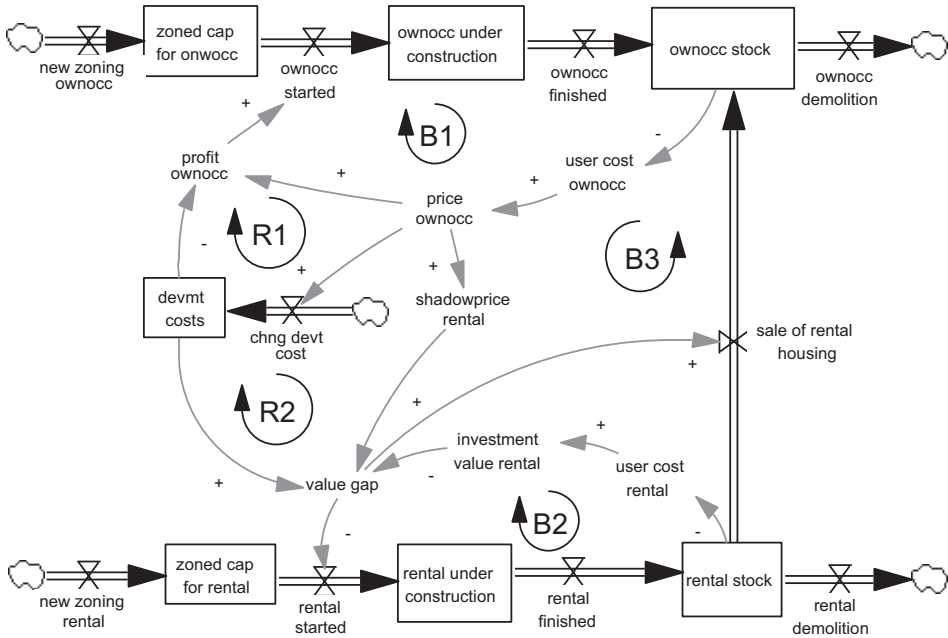 zoned cap
for onwocc
ownocc under
construction
ownocc stock
new zoning
ownocc
ownocc
started
ownocc
finished
ownocc
demolition
+
B1
-
profit
ownocc
user cost
ownocc
+
+
price
ownocc
R1
-
+
+
B3
devmt
costs
shadowprice
rental
chng devt
cost
sale of rental
housing
+
R2
+
investment
value rental
+
user cost
rental
-
+
value gap
B2
-
-
zoned cap
for rental
rental under
construction
rental stock
new zoning
rental
rental
started
rental
finished
rental
demolition